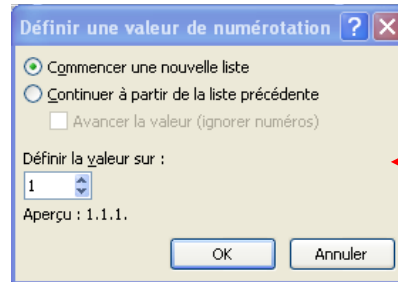 Définir une valeur de numérotation
Commencer une nouvelle liste
Continuer à partir de la liste précédente
Avancer la valeur (ignorer numéros)
Définir la valeur sur :
1
Aperçu : 1.1.1.
OK Annuler